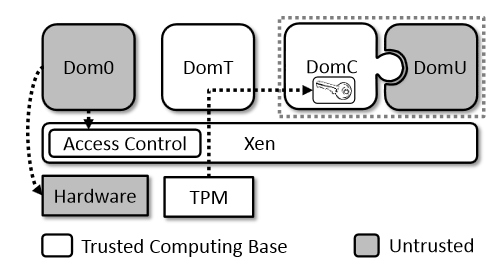 Dom0 DomT DomC DomU
Access Control Xen
Hardware TPM
Trusted Computing Base Untrusted